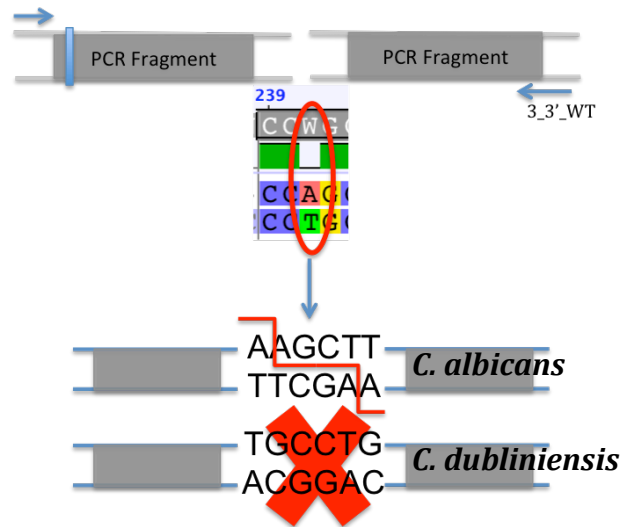 PCR Fragment
PCR Fragment
3_3'_WT
239
CCWG
CCAG
CCTG
AAGCTT
TTCGAA
C. albicans
TGCCTG
ACGGAC
C. dubliniensis